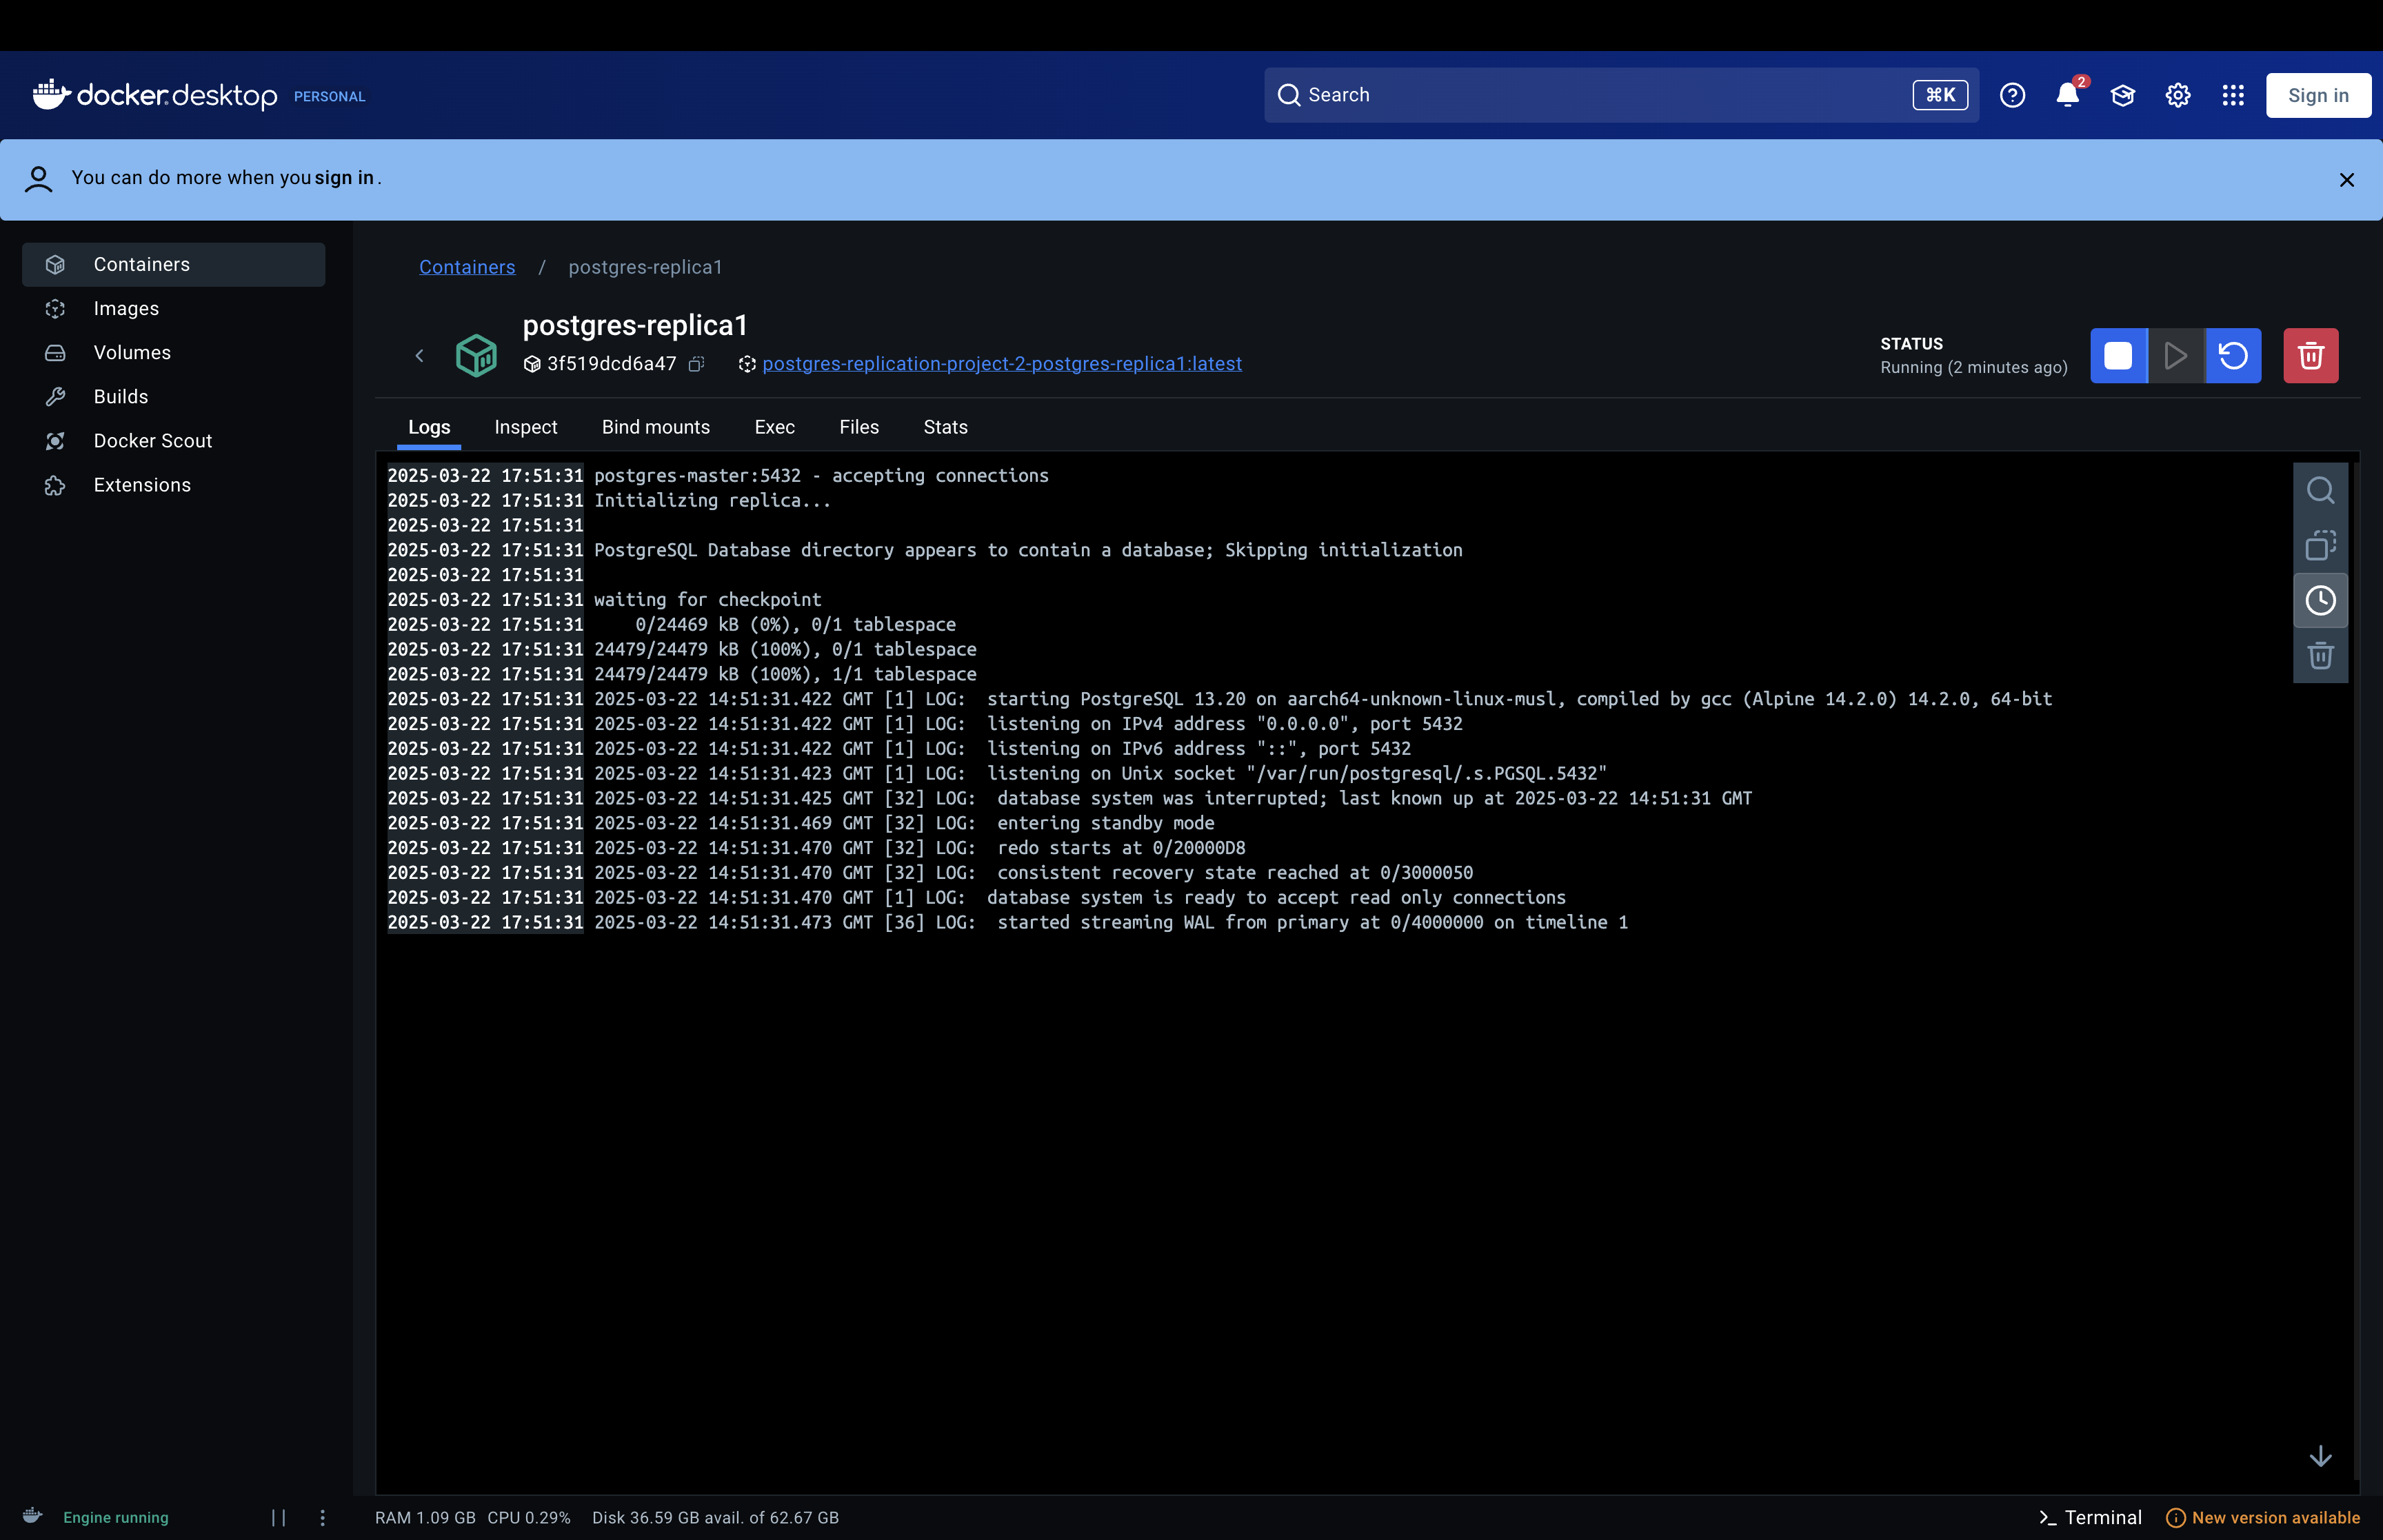 docker desktop PERSONAL
Search ⌘K
2
Sign in
You can do more when you sign in.
Containers
Images
Volumes
Builds
Docker Scout
Extensions
Containers / postgres-replica1
postgres-replica1
3f519dcd6a47 postgres-replication-project-2-postgres-replica1:latest
STATUS
Running (2 minutes ago)
Logs Inspect Bind mounts Exec Files Stats
2025-03-22 17:51:31 postgres-master:5432 - accepting connections
2025-03-22 17:51:31 Initializing replica...
2025-03-22 17:51:31
2025-03-22 17:51:31 PostgreSQL Database directory appears to contain a database; Skipping initialization
2025-03-22 17:51:31
2025-03-22 17:51:31 waiting for checkpoint
2025-03-22 17:51:31     0/24469 kB (0%), 0/1 tablespace
2025-03-22 17:51:31 24479/24479 kB (100%), 0/1 tablespace
2025-03-22 17:51:31 24479/24479 kB (100%), 1/1 tablespace
2025-03-22 17:51:31 2025-03-22 14:51:31.422 GMT [1] LOG:  starting PostgreSQL 13.20 on aarch64-unknown-linux-musl, compiled by gcc (Alpine 14.2.0) 14.2.0, 64-bit
2025-03-22 17:51:31 2025-03-22 14:51:31.422 GMT [1] LOG:  listening on IPv4 address "0.0.0.0", port 5432
2025-03-22 17:51:31 2025-03-22 14:51:31.422 GMT [1] LOG:  listening on IPv6 address "::", port 5432
2025-03-22 17:51:31 2025-03-22 14:51:31.423 GMT [1] LOG:  listening on Unix socket "/var/run/postgresql/.s.PGSQL.5432"
2025-03-22 17:51:31 2025-03-22 14:51:31.425 GMT [32] LOG:  database system was interrupted; last known up at 2025-03-22 14:51:31 GMT
2025-03-22 17:51:31 2025-03-22 14:51:31.469 GMT [32] LOG:  entering standby mode
2025-03-22 17:51:31 2025-03-22 14:51:31.470 GMT [32] LOG:  redo starts at 0/20000D8
2025-03-22 17:51:31 2025-03-22 14:51:31.470 GMT [32] LOG:  consistent recovery state reached at 0/3000050
2025-03-22 17:51:31 2025-03-22 14:51:31.470 GMT [1] LOG:  database system is ready to accept read only connections
2025-03-22 17:51:31 2025-03-22 14:51:31.473 GMT [36] LOG:  started streaming WAL from primary at 0/4000000 on timeline 1
Engine running
RAM 1.09 GB CPU 0.29% Disk 36.59 GB avail. of 62.67 GB
Terminal
New version available